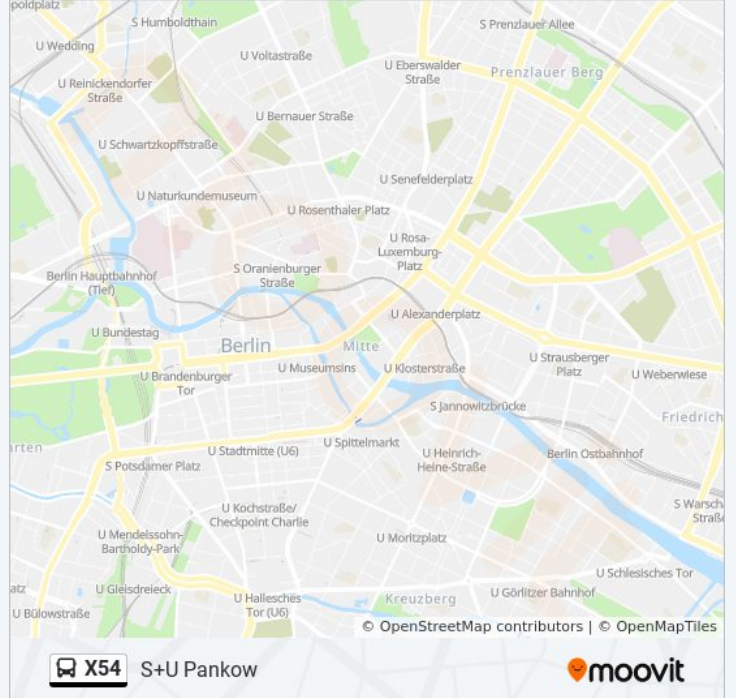 poldplatz
S Humboldthain
S Prenzlauer Allee
U Wedding
U Voltastraße
U Eberswalder
Straße
Prenzlauer Berg
U Reinickendorfer
Straße
U Bernauer Straße
U Schwartzkopffstraße
U Senefelderplatz
U Naturkundemuseum
U Rosenthaler Platz
U Rosa-
Luxemburg-
Platz
Berlin Hauptbahnhof
(Tief)
S Oranienburger
Straße
U Alexanderplatz
U Bundestag
Berlin
Mitte
U Brandenburger
Tor
U Museumsins
U Klosterstraße
U Strausberger
Platz
U Weberwiese
S Jannowitzbrücke
Friedrich
rten
U Stadtmitte (U6)
U Spittelmarkt
S Potsdamer Platz
U Heinrich-
Heine-Straße
Berlin Ostbahnhof
S Warsch
Straße
U Kochstraße/
Checkpoint Charlie
U Mendelssohn-
Bartholdy-Park
U Moritzplatz
U Schlesisches Tor
atz
U Gleisdreieck
U Hallesches
Tor (U6)
Kreuzberg
U Görlitzer Bahnhof
U Bülowstraße
© OpenStreetMap contributors | © OpenMapTiles
X54 S+U Pankow
moovit